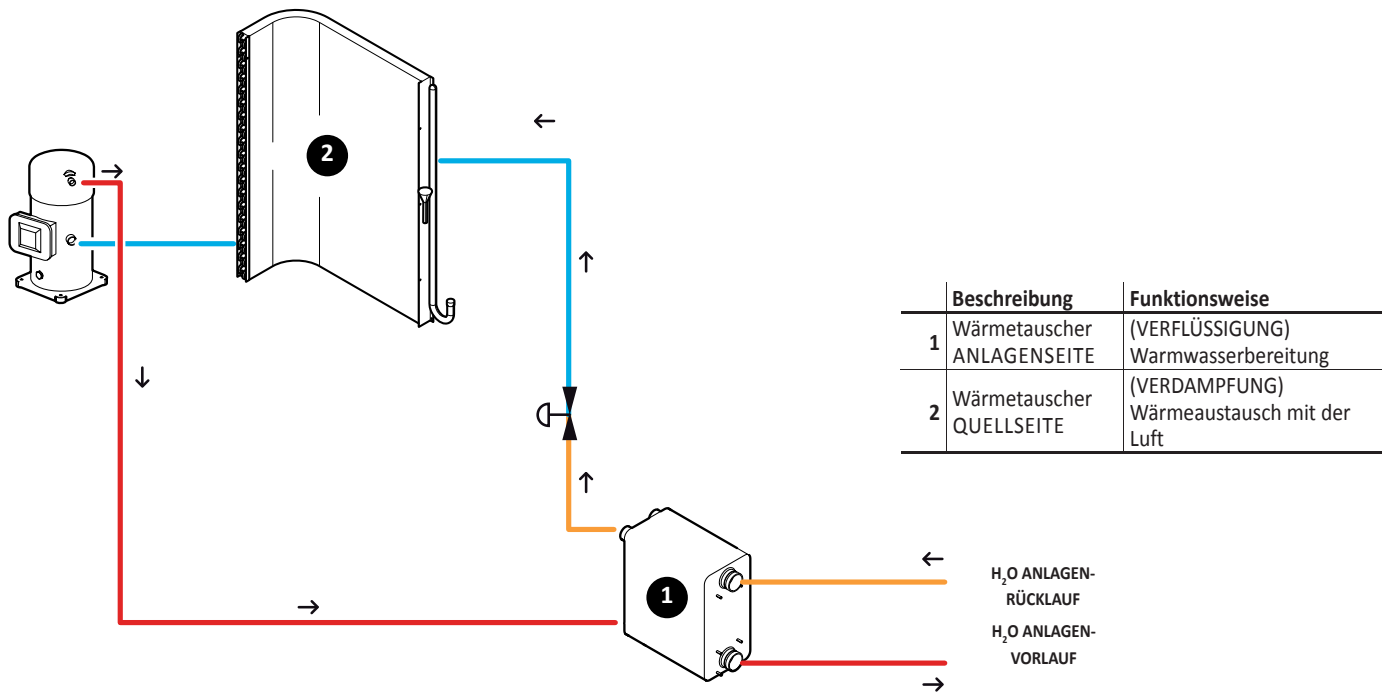 2
Beschreibung Funktionsweise
1 Wärmetauscher ANLAGENSEITE (VERFLÜSSIGUNG) Warmwasserbereitung
2 Wärmetauscher QUELLSEITE (VERDAMPFUNG) Wärmeaustausch mit der Luft
1
H₂O ANLAGEN-
RÜCKLAUF
H₂O ANLAGEN-
VORLAUF